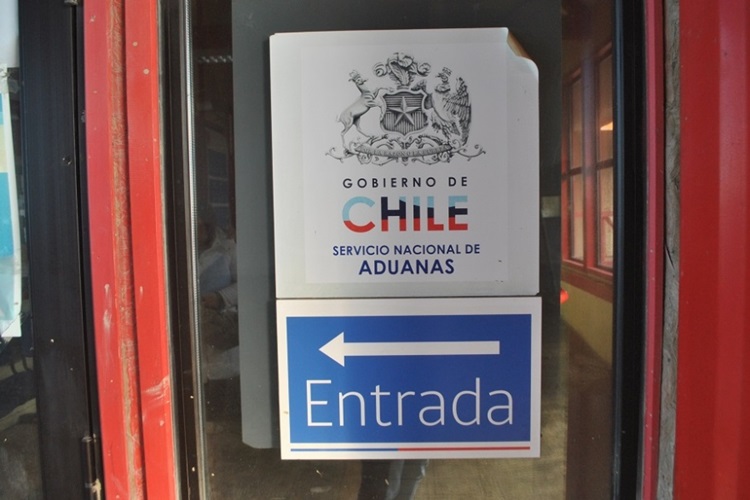 GOBIERNO DE
CHILE
SERVICIO NACIONAL DE
ADUANAS
Entrada